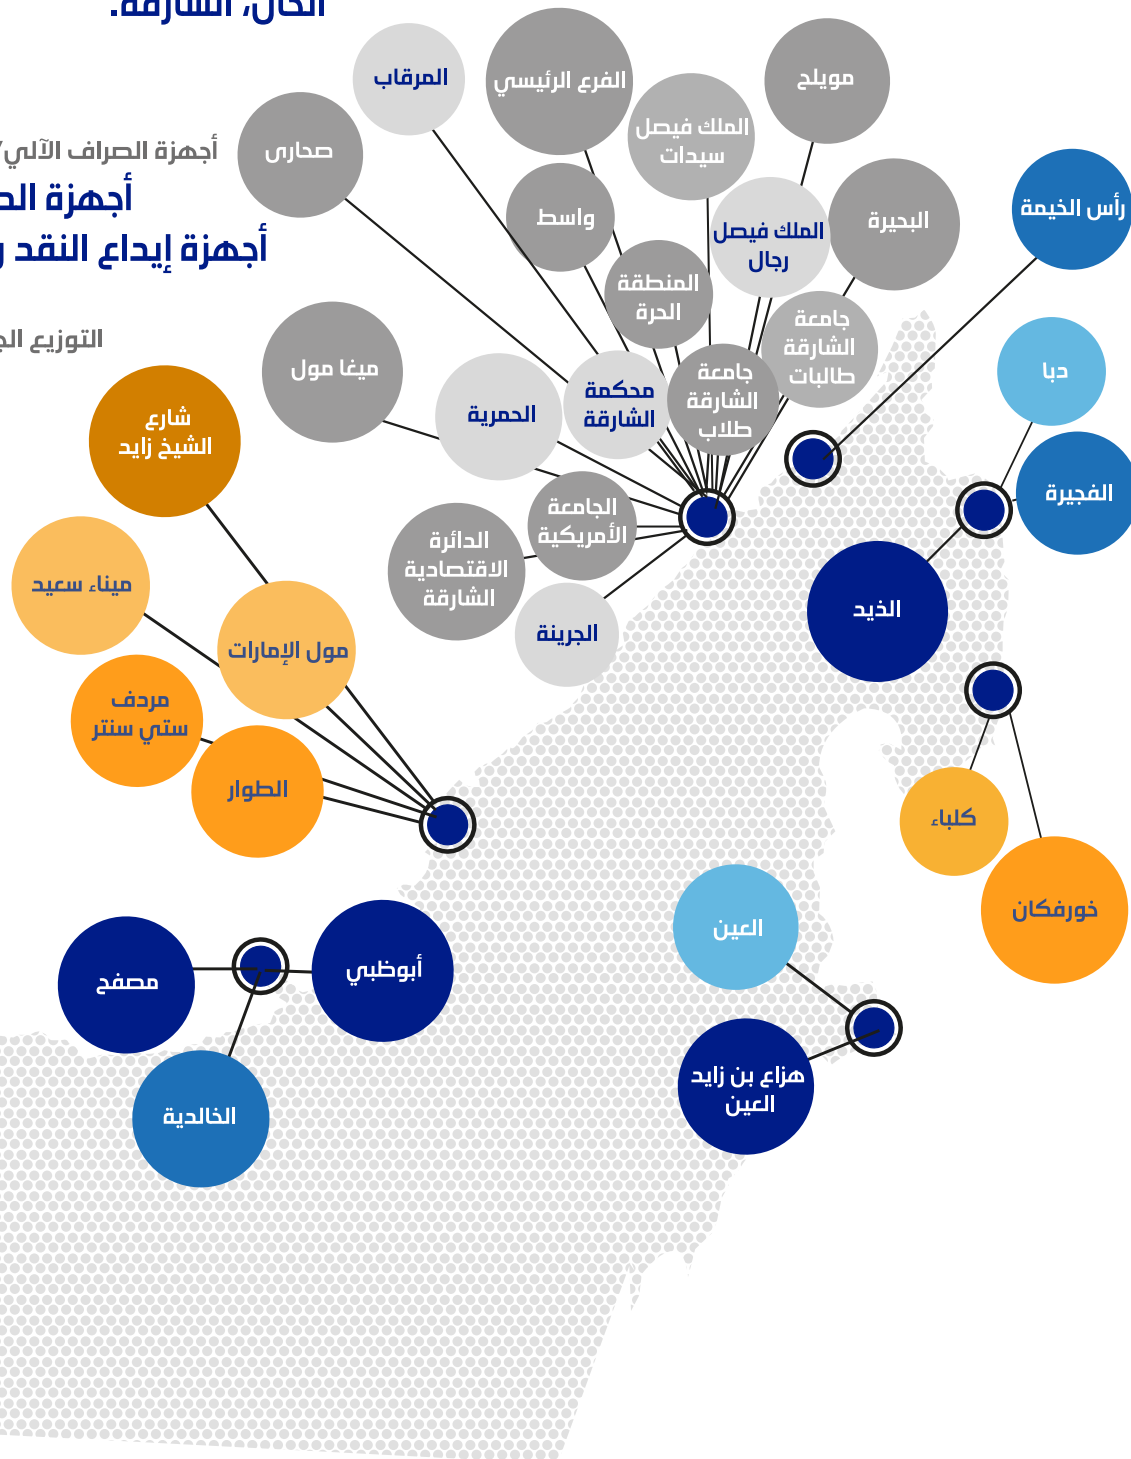 الخان، الشارقة.
أجهزة الصراف الآلي/
أجهزة
أجهزة إيداع النقد
التوزيع
المرقاب
الفرع الرئيسي
مويلح
صحارى
الملك فيصل
سيدات
واسط
الملك فيصل
رجال
البحيرة
رأس الخيمة
المنطقة
الحرة
جامعة
الشارقة
طالبات
ميغا مول
الحمرية
محكمة
الشارقة
جامعة
الشارقة
طلاب
دبا
الفجيرة
شارع
الشيخ زايد
الجامعة
الأمريكية
الدائرة
الاقتصادية
الشارقة
الجرينة
الذيد
ميناء سعيد
مول الإمارات
مردف
ستي سنتر
الطوار
كلباء
خورفكان
العين
هزاع بن زايد
العين
أبوظبي
مصفح
الخالدية